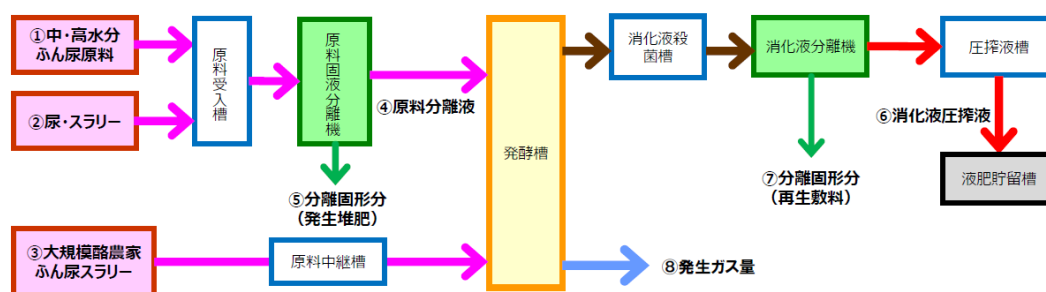 ①中・高水分
ふん尿原料
②尿・スラリー
原料受入槽
原料固液分離機
④原料分離液
⑤分離固形分
（発生堆肥）
③大規模酪農家
ふん尿スラリー
原料中継槽
発酵槽
消化液殺
菌槽
消化液分離機
圧搾液槽
⑥消化液圧搾液
⑦分離固形分
（再生敷料）
液肥貯留槽
⑧発生ガス量